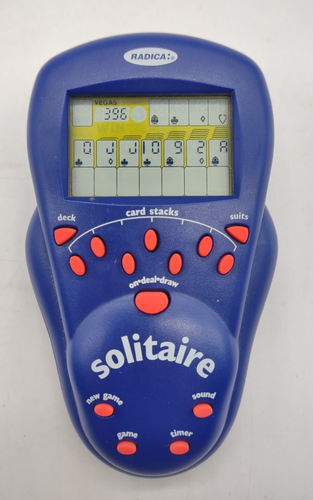 RADICA:®
VEGAS
396
WIN
Q J J 10 9 2 A
deck
card stacks
suits
on•deal•draw
solitaire
new game
sound
game
timer